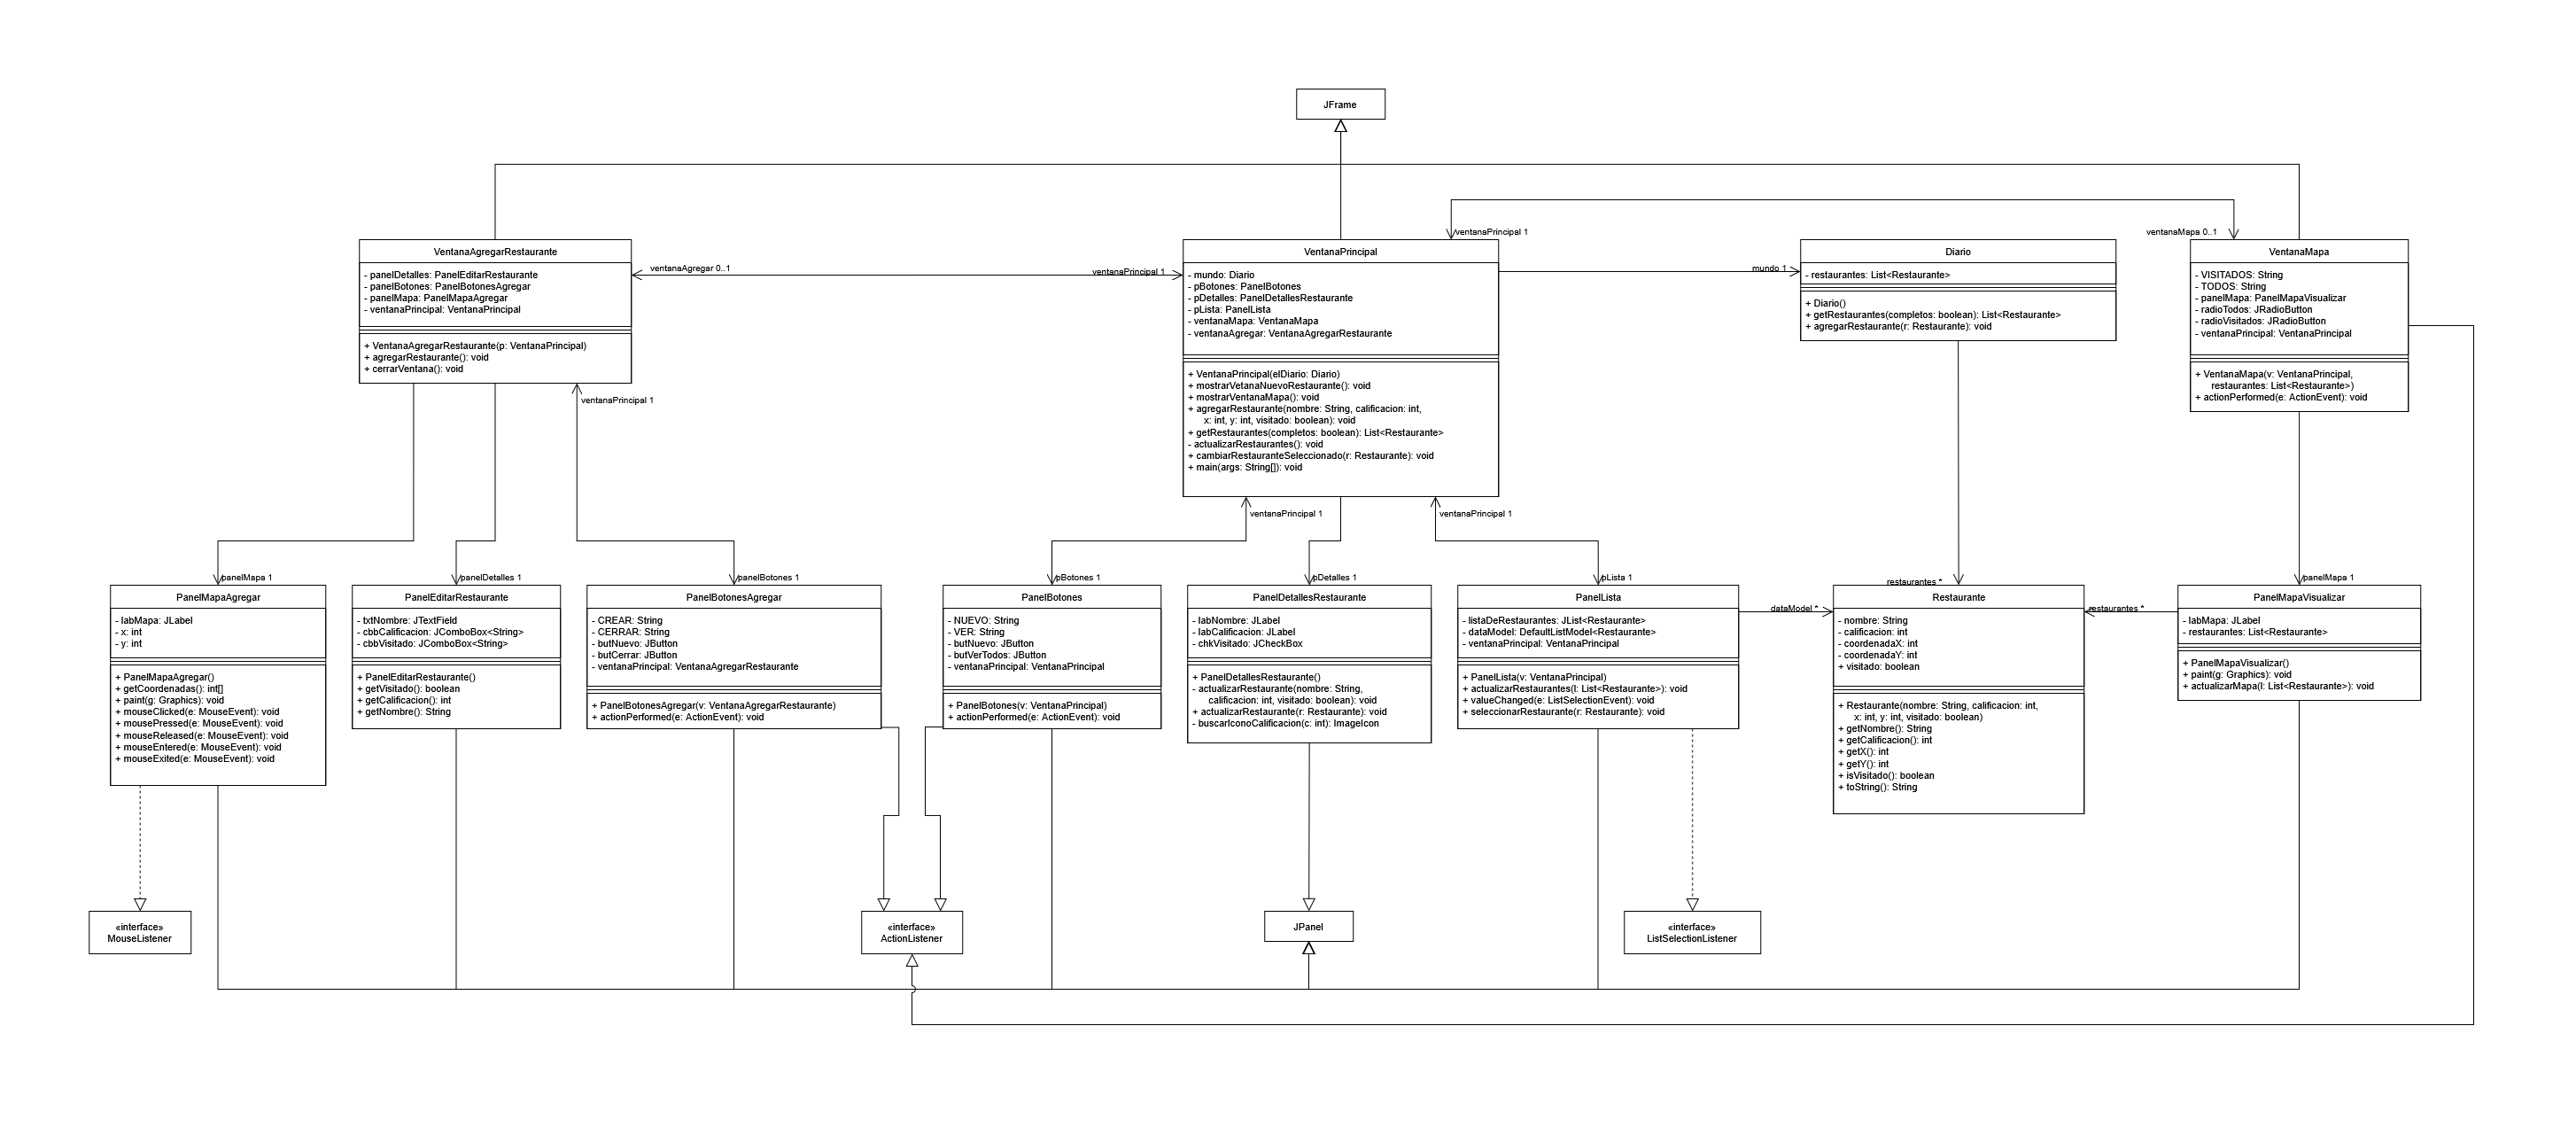 JFrame
ventanaPrincipal 1
ventanaMapa 0..1
VentanaAgregarRestaurante
- panelDetalles: PanelEditarRestaurante
- panelBotones: PanelBotonesAgregar
- panelMapa: PanelMapaAgregar
- ventanaPrincipal: VentanaPrincipal
+ VentanaAgregarRestaurante(p: VentanaPrincipal)
+ agregarRestaurante(): void
+ cerrarVentana(): void
ventanaAgregar 0..1
ventanaPrincipal 1
VentanaPrincipal
- mundo: Diario
- pBotones: PanelBotones
- pDetalles: PanelDetallesRestaurante
- pLista: PanelLista
- ventanaMapa: VentanaMapa
- ventanaAgregar: VentanaAgregarRestaurante
+ VentanaPrincipal(elDiario: Diario)
+ mostrarVetanaNuevoRestaurante(): void
+ mostrarVentanaMapa(): void
+ agregarRestaurante(nombre: String, calificacion: int,
x: int, y: int, visitado: boolean): void
+ getRestaurantes(completos: boolean): List<Restaurante>
- actualizarRestaurantes(): void
+ cambiarRestauranteSeleccionado(r: Restaurante): void
+ main(args: String[]): void
mundo 1
Diario
- restaurantes: List<Restaurante>
+ Diario()
+ getRestaurantes(completos: boolean): List<Restaurante>
+ agregarRestaurante(r: Restaurante): void
VentanaMapa
- VISITADOS: String
- TODOS: String
- panelMapa: PanelMapaVisualizar
- radioTodos: JRadioButton
- radioVisitados: JRadioButton
- ventanaPrincipal: VentanaPrincipal
+ VentanaMapa(v: VentanaPrincipal,
restaurantes: List<Restaurante>)
+ actionPerformed(e: ActionEvent): void
ventanaPrincipal 1
ventanaPrincipal 1
ventanaPrincipal 1
panelMapa 1
panelDetalles 1
panelBotones 1
pBotones 1
pDetalles 1
pLista 1
restaurantes *
panelMapa 1
PanelMapaAgregar
- labMapa: JLabel
- x: int
- y: int
+ PanelMapaAgregar()
+ getCoordenadas(): int[]
+ paint(g: Graphics): void
+ mouseClicked(e: MouseEvent): void
+ mousePressed(e: MouseEvent): void
+ mouseReleased(e: MouseEvent): void
+ mouseEntered(e: MouseEvent): void
+ mouseExited(e: MouseEvent): void
PanelEditarRestaurante
- txtNombre: JTextField
- cbbCalificacion: JComboBox<String>
- cbbVisitado: JComboBox<String>
+ PanelEditarRestaurante()
+ getVisitado(): boolean
+ getCalificacion(): int
+ getNombre(): String
PanelBotonesAgregar
- CREAR: String
- CERRAR: String
- butNuevo: JButton
- butCerrar: JButton
- ventanaPrincipal: VentanaAgregarRestaurante
+ PanelBotonesAgregar(v: VentanaAgregarRestaurante)
+ actionPerformed(e: ActionEvent): void
PanelBotones
- NUEVO: String
- VER: String
- butNuevo: JButton
- butVerTodos: JButton
- ventanaPrincipal: VentanaPrincipal
+ PanelBotones(v: VentanaPrincipal)
+ actionPerformed(e: ActionEvent): void
PanelDetallesRestaurante
- labNombre: JLabel
- labCalificacion: JLabel
- chkVisitado: JCheckBox
+ PanelDetallesRestaurante()
- actualizarRestaurante(nombre: String,
calificacion: int, visitado: boolean): void
+ actualizarRestaurante(r: Restaurante): void
- buscarIconoCalificacion(c: int): ImageIcon
PanelLista
- listaDeRestaurantes: JList<Restaurante>
- dataModel: DefaultListModel<Restaurante>
- ventanaPrincipal: VentanaPrincipal
+ PanelLista(v: VentanaPrincipal)
+ actualizarRestaurantes(l: List<Restaurante>): void
+ valueChanged(e: ListSelectionEvent): void
+ seleccionarRestaurante(r: Restaurante): void
dataModel *
Restaurante
- nombre: String
- calificacion: int
- coordenadaX: int
- coordenadaY: int
+ visitado: boolean
+ Restaurante(nombre: String, calificacion: int,
x: int, y: int, visitado: boolean)
+ getNombre(): String
+ getCalificacion(): int
+ getX(): int
+ getY(): int
+ isVisitado(): boolean
+ toString(): String
restaurantes *
PanelMapaVisualizar
- labMapa: JLabel
- restaurantes: List<Restaurante>
+ PanelMapaVisualizar()
+ paint(g: Graphics): void
+ actualizarMapa(l: List<Restaurante>): void
«interface»
MouseListener
«interface»
ActionListener
JPanel
«interface»
ListSelectionListener